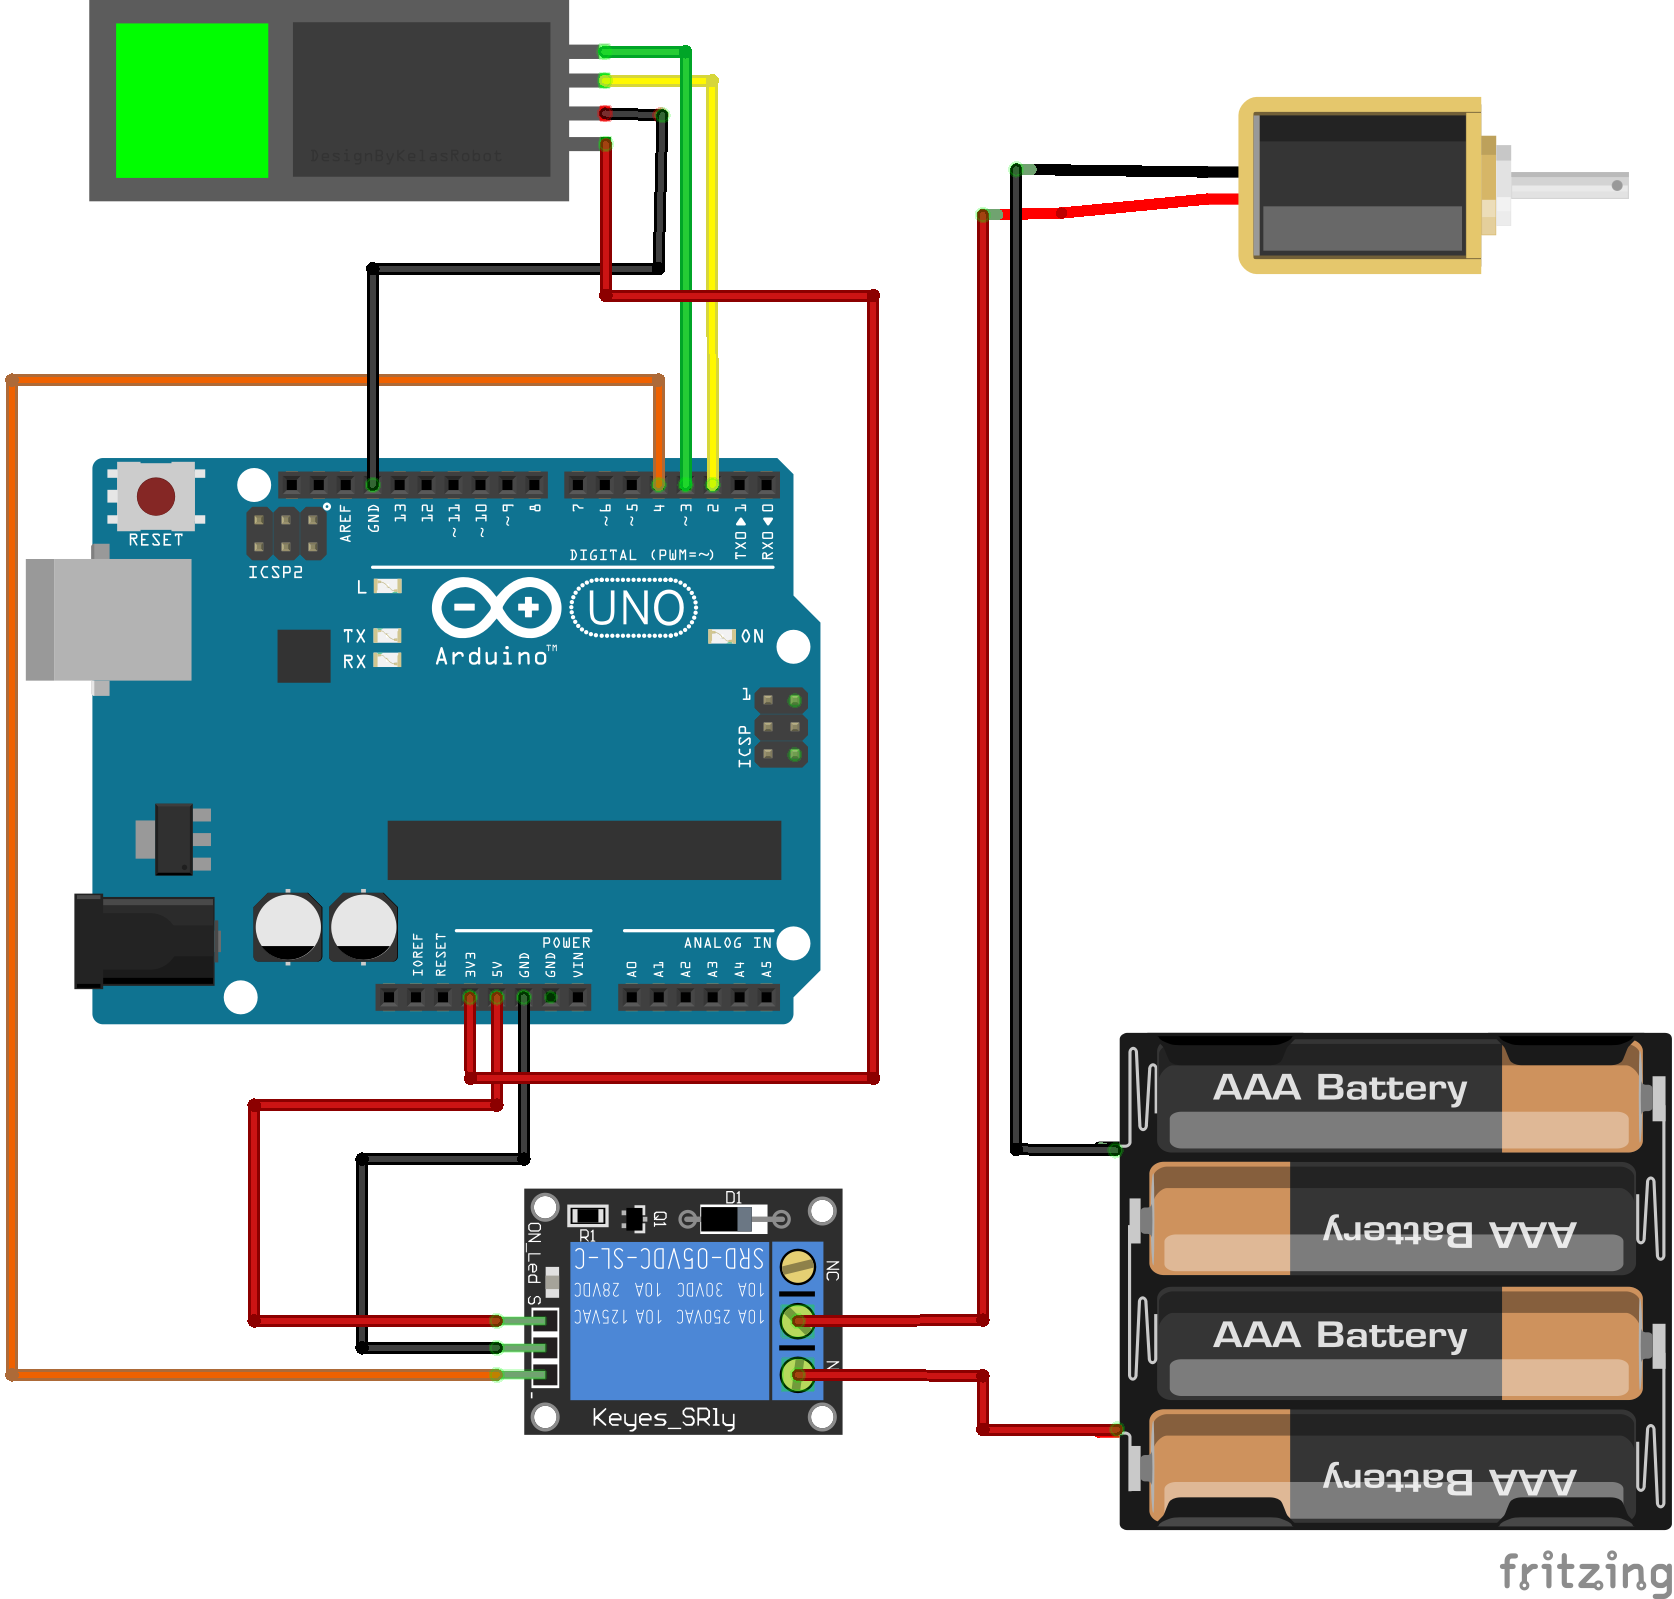 DesignByKelasRobot
RESET
ICSP2
AREF
GND
13
12
~11
~10
~9
8
7
~6
~5
4
~3
2
TX0▶1
RX0◀0
DIGITAL (PWM=~)
L
TX
RX
UNO
Arduino™
ON
1
ICSP
IOREF
RESET
3V3
5V
GND
GND
VIN
POWER
A0
A1
A2
A3
A4
A5
ANALOG IN
AAA Battery
AAA Battery
AAA Battery
AAA Battery
R1
Q1
D1
ON_Led
S
-
SRD-05VDC-SL-C
10A 30VDC 10A 28VDC
10A 250VAC 10A 125VAC
NC
N
Keyes_SRly
fritzing